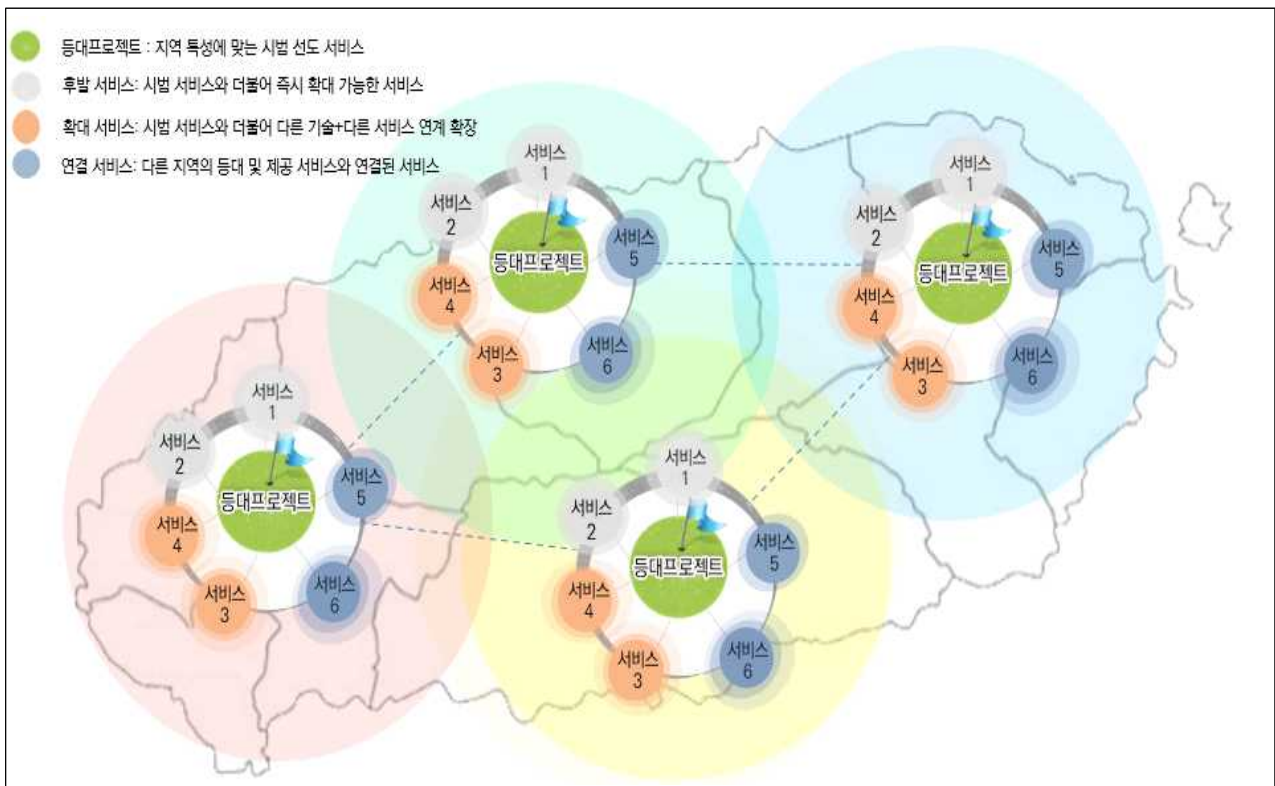 등대프로젝트 : 지역 특성에 맞는 시범 선도 서비스
후발 서비스: 시범 서비스와 더불어 즉시 확대 가능한 서비스
확대 서비스: 시범 서비스와 더불어 다른 기술+다른 서비스 연계 확장
연결 서비스: 다른 지역의 등대 및 제공 서비스와 연결된 서비스
서비스
1
서비스
2
서비스
5
등대프로젝트
서비스
4
서비스
3
서비스
6
서비스
1
서비스
2
서비스
5
등대프로젝트
서비스
4
서비스
3
서비스
6
서비스
1
서비스
2
서비스
5
등대프로젝트
서비스
4
서비스
3
서비스
6
서비스
1
서비스
2
서비스
5
등대프로젝트
서비스
4
서비스
3
서비스
6